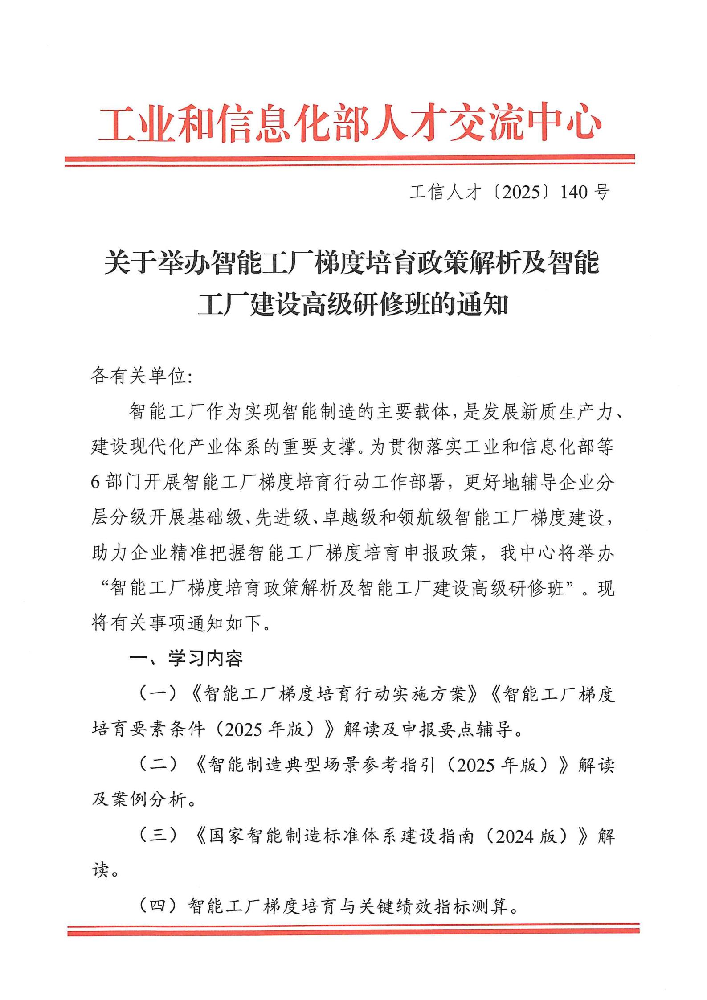 工业和信息化部人才交流中心
工信人才〔2025〕140号
关于举办智能工厂梯度培育政策解析及智能
工厂建设高级研修班的通知
各有关单位:
智能工厂作为实现智能制造的主要载体，是发展新质生产力、
建设现代化产业体系的重要支撑。为贯彻落实工业和信息化部等
6部门开展智能工厂梯度培育行动工作部署，更好地辅导企业分
层分级开展基础级、先进级、卓越级和领航级智能工厂梯度建设，
助力企业精准把握智能工厂梯度培育申报政策，我中心将举办
“智能工厂梯度培育政策解析及智能工厂建设高级研修班”。现
将有关事项通知如下。
一、学习内容
（一）《智能工厂梯度培育行动实施方案》《智能工厂梯度
培育要素条件（2025年版）》解读及申报要点辅导。
（二）《智能制造典型场景参考指引（2025年版）》解读
及案例分析。
（三）《国家智能制造标准体系建设指南（2024版）》解
读。
（四）智能工厂梯度培育与关键绩效指标测算。